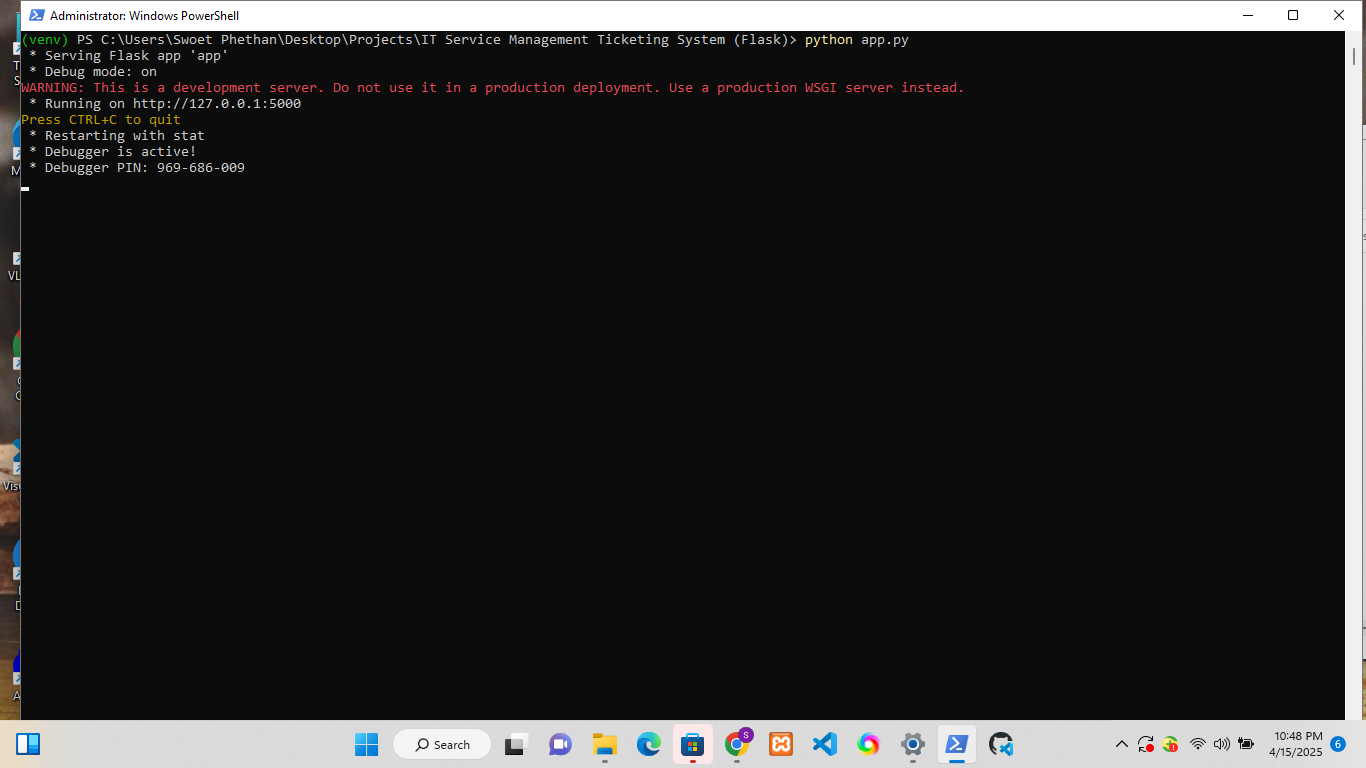 Administrator: Windows PowerShell
(venv) PS C:\Users\Swoet Phethan\Desktop\Projects\IT Service Management Ticketing System (Flask)> python app.py
* Serving Flask app 'app'
* Debug mode: on
WARNING: This is a development server. Do not use it in a production deployment. Use a production WSGI server instead.
* Running on http://127.0.0.1:5000
Press CTRL+C to quit
* Restarting with stat
* Debugger is active!
* Debugger PIN: 969-686-009
VL
Visu
Search
S
10:48 PM
4/15/2025
6